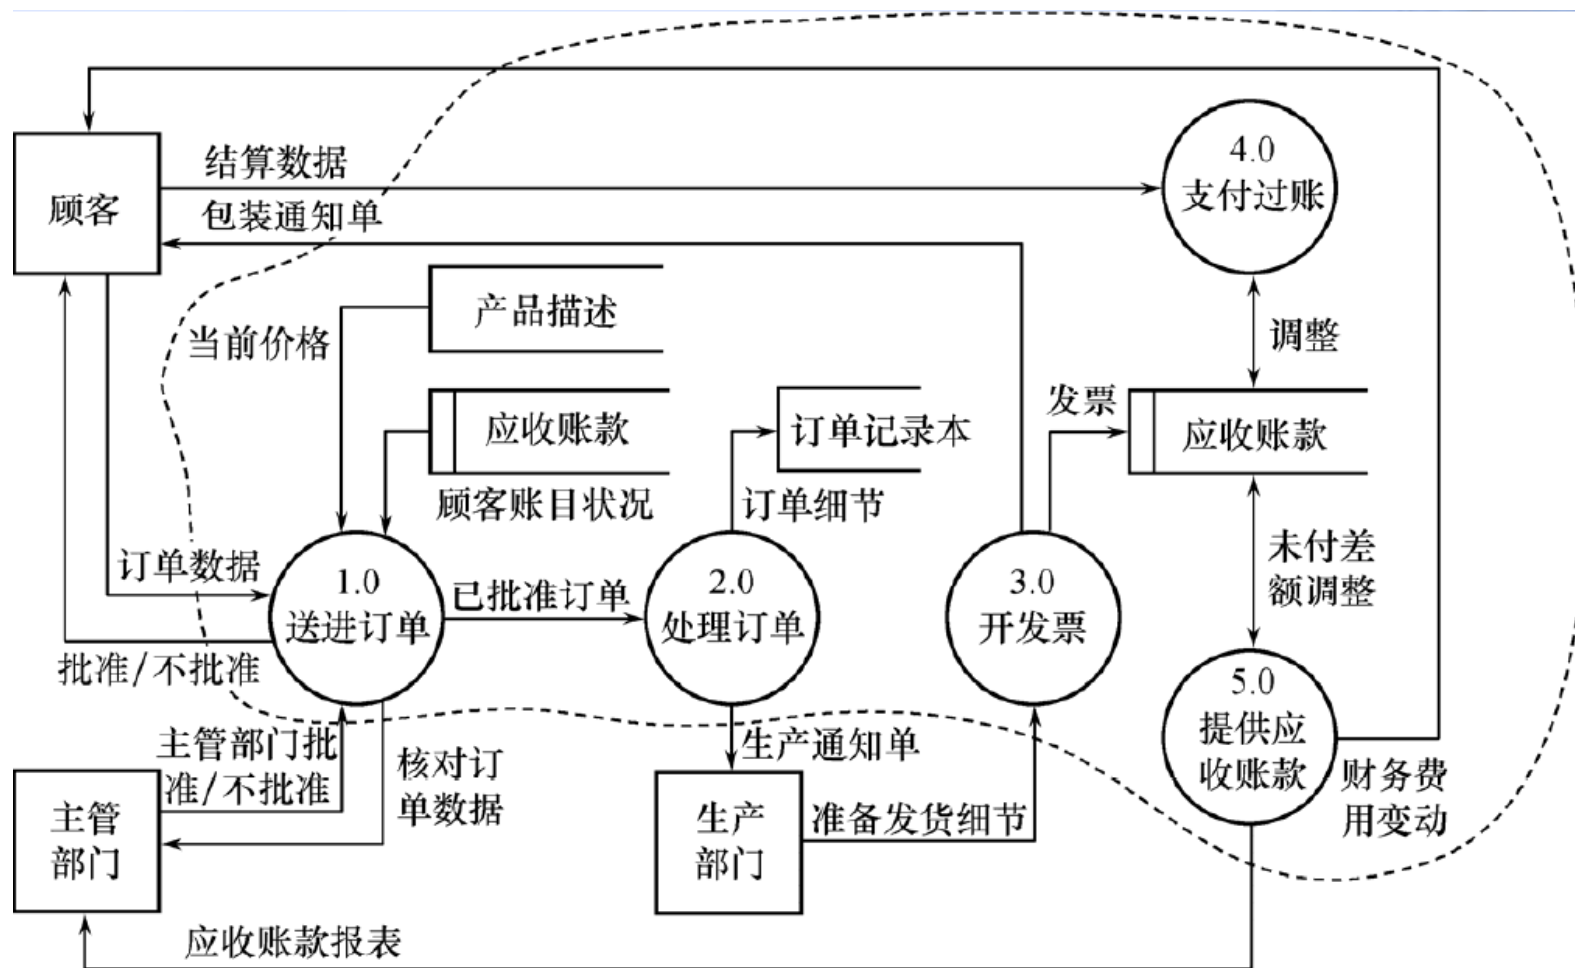 结算数据
4.0
支付过账
顾客
包装通知单
产品描述
当前价格
调整
发票
应收账款
订单记录本
应收账款
顾客账目状况
订单细节
订单数据
未付差
额调整
1.0
送进订单
已批准订单
2.0
处理订单
3.0
开发票
批准/不批准
5.0
提供应
收账款
主管部门批
准/不批准
核对订
单数据
生产通知单
财务费
用变动
主管
部门
生产
部门
准备发货细节
应收账款报表